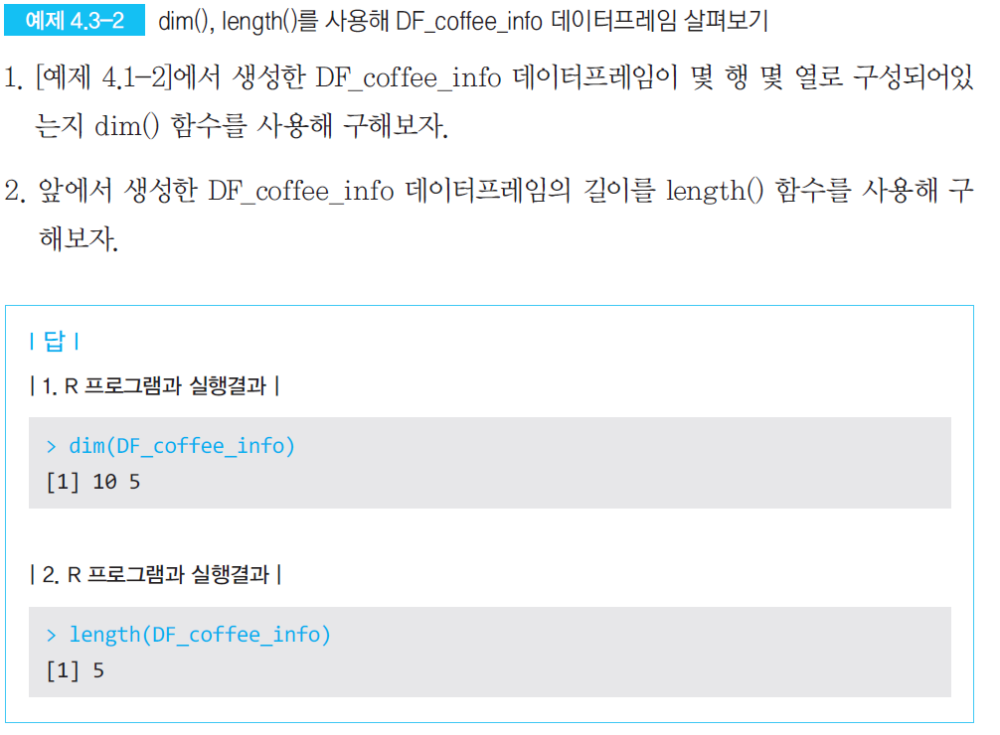 예제 4.3-2 dim(), length()를 사용해 DF_coffee_info 데이터프레임 살펴보기
1. [예제 4.1-2]에서 생성한 DF_coffee_info 데이터프레임이 몇 행 몇 열로 구성되어있
는지 dim() 함수를 사용해 구해보자.
2. 앞에서 생성한 DF_coffee_info 데이터프레임의 길이를 length() 함수를 사용해 구
해보자.
| 답 |
| 1. R 프로그램과 실행결과 |
> dim(DF_coffee_info)
[1] 10 5
| 2. R 프로그램과 실행결과 |
> length(DF_coffee_info)
[1] 5